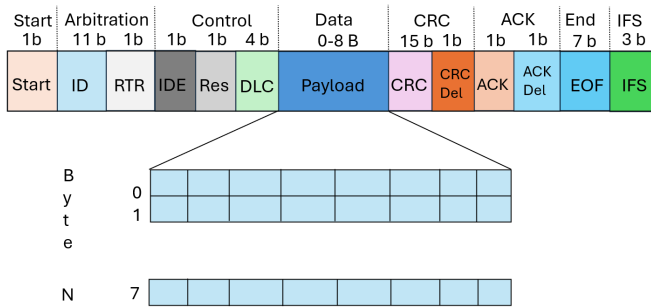 Start Arbitration Control Data CRC ACK End IFS
1b 11 b 1b 1b 1b 4 b 0-8 B 15 b 1b 1b 1b 7 b 3 b
Start ID RTR IDE Res DLC Payload CRC CRC Del ACK ACK Del EOF IFS
B
y 0
t 1
e
N 7